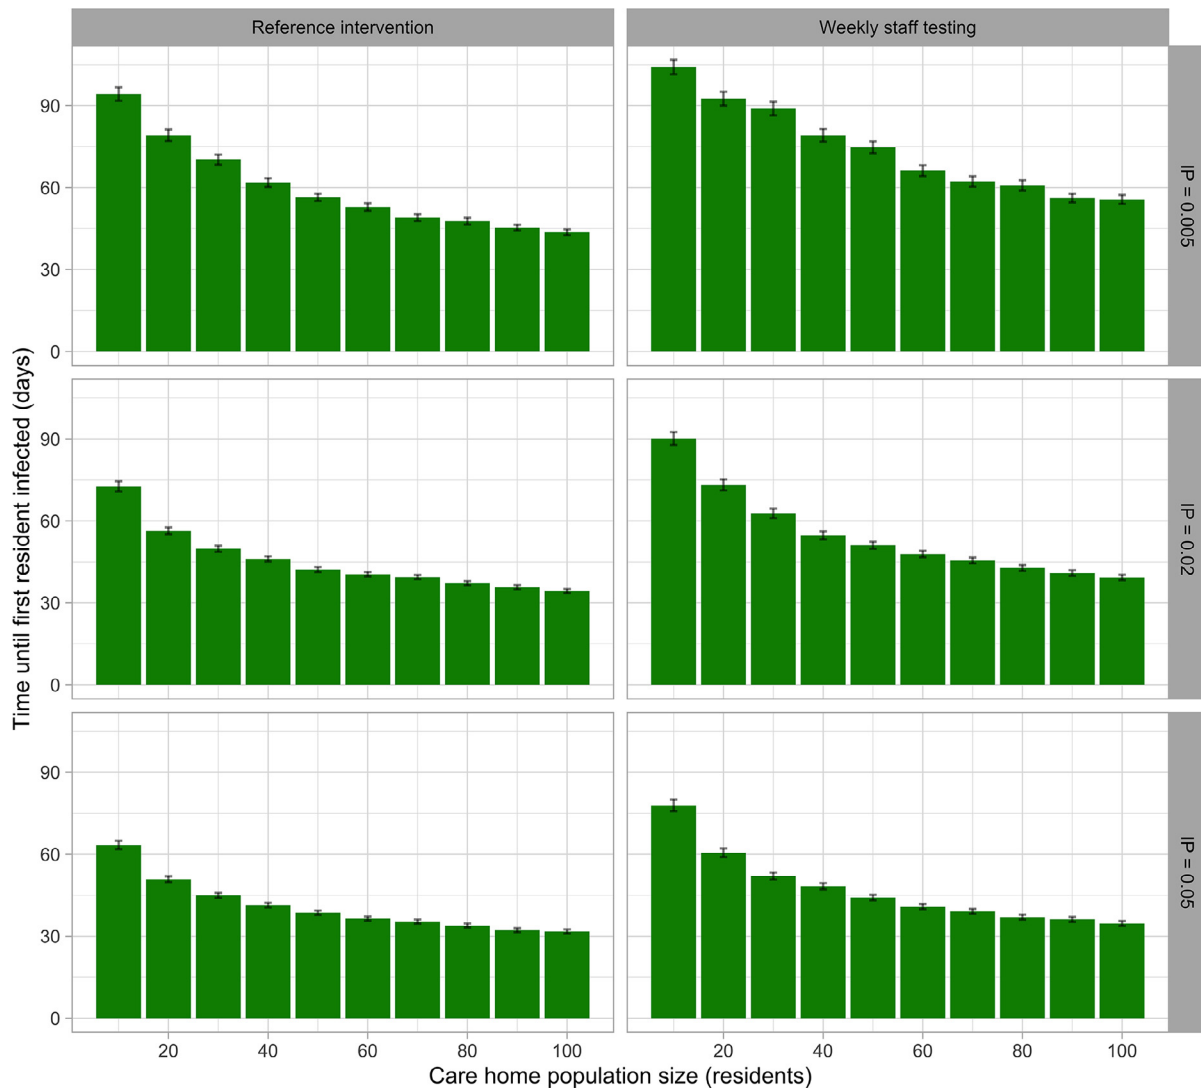 Reference intervention
Weekly staff testing
90
60
30
0
IP = 0.005
90
60
30
0
IP = 0.02
90
60
30
0
IP = 0.05
Time until first resident infected (days)
20 40 60 80 100
20 40 60 80 100
Care home population size (residents)